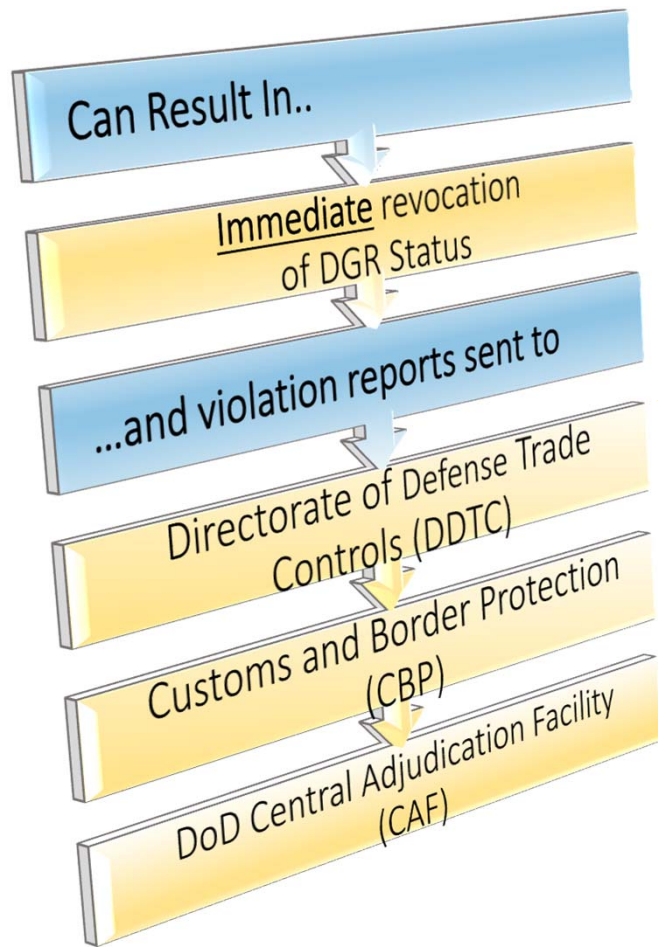 Can Result In..
Immediate revocation
of DGR Status
...and violation reports sent to
Directorate of Defense Trade
Controls (DDTC)
Customs and Border Protection
(CBP)
DoD Central Adjudication Facility
(CAF)